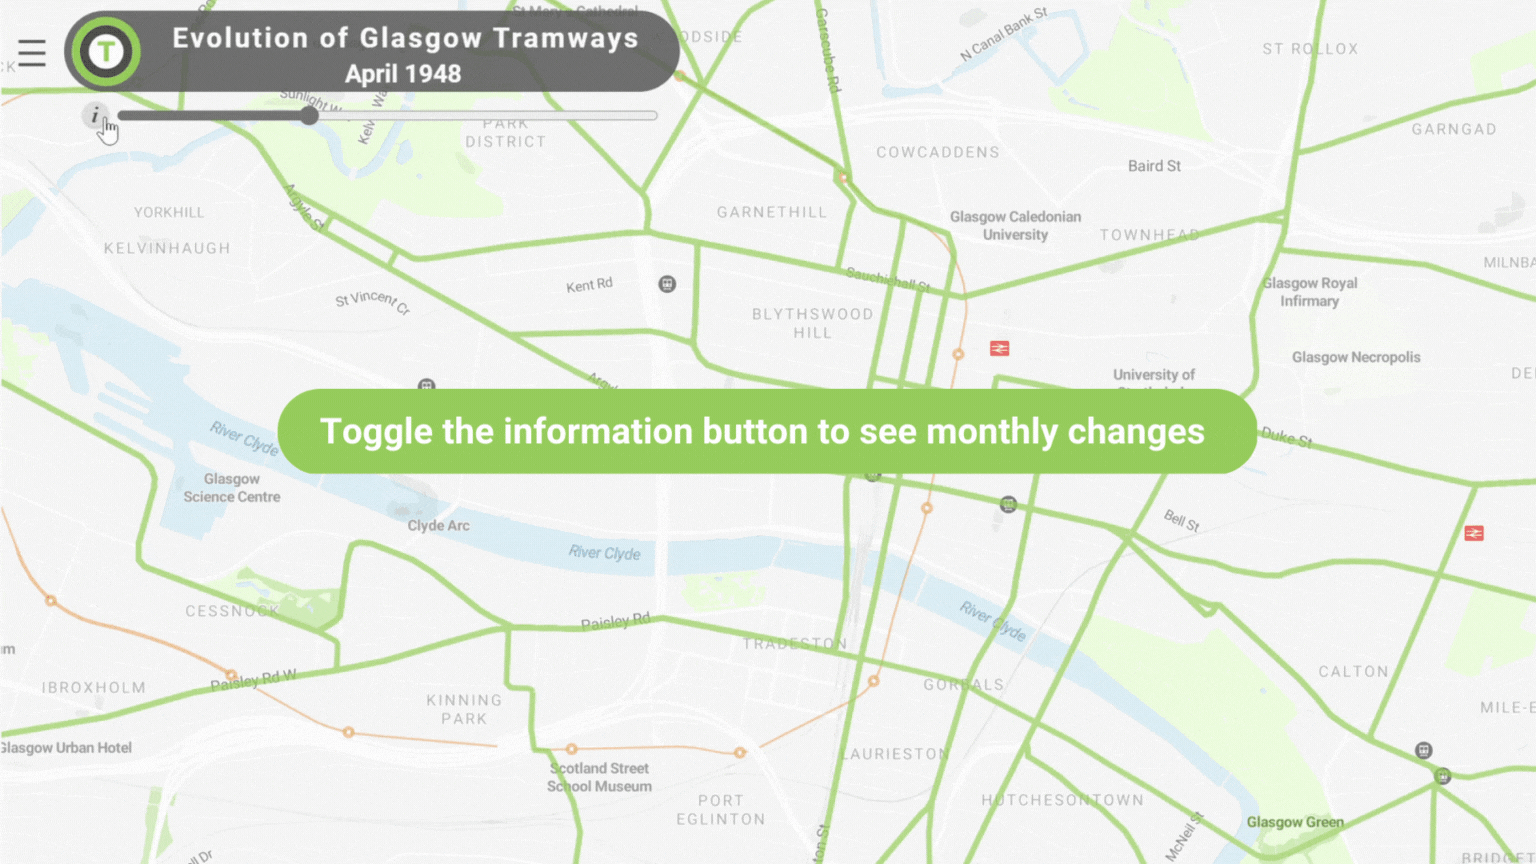 St Mary's Cathedral
Evolution of Glasgow Tramways
April 1948
T
i
Garscube Rd
N Canal Bank St
ST ROLLOX
Sunlight
Kelv
PARK
DISTRICT
COWCADDENS
GARNGAD
Baird St
YORKHILL
Argyle St
GARNETHILL
Glasgow Caledonian
University
TOWNHEAD
KELVINHAUGH
Kent Rd
Sauchiehall St
Glasgow Royal
Infirmary
St Vincent Cr
BLYTHSWOOD
HILL
Glasgow Necropolis
University of
Toggle the information button to see monthly changes
River Clyde
Duke St
Glasgow
Science Centre
Clyde Arc
Bell St
River Clyde
CESSNOCK
Paisley Rd
River Clyde
TRADESTON
CALTON
IBROXHOLM
Paisley Rd W
KINNING
PARK
GORBALS
MILE-E
Glasgow Urban Hotel
LAURIESTON
Scotland Street
School Museum
PORT
EGLINTON
HUTCHESONTOWN
McNeil St
Glasgow Green